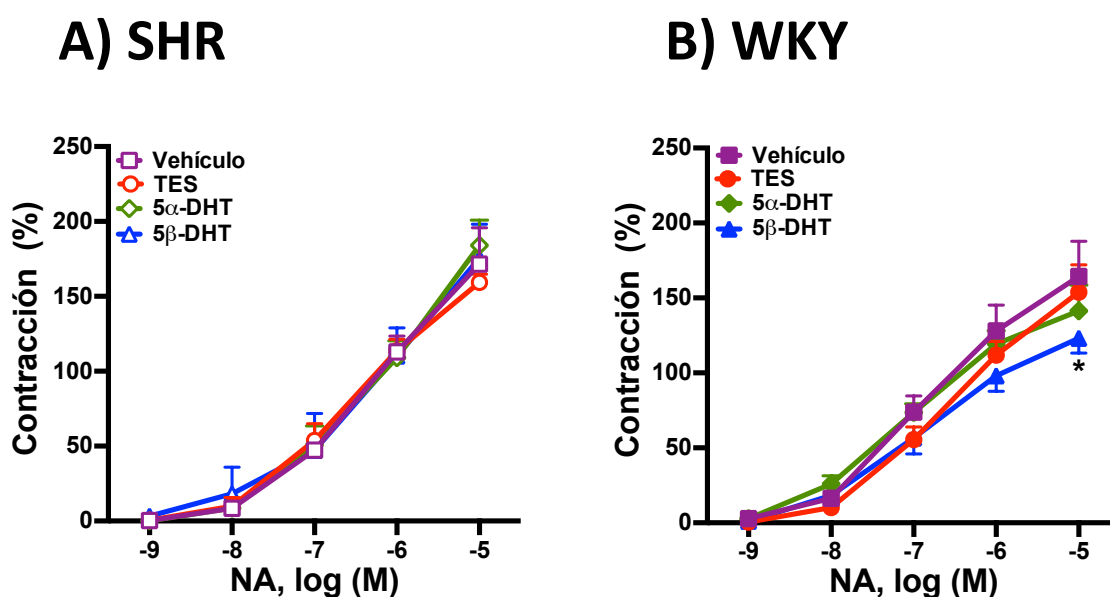 A) SHR
250
200
150
100
50
0
Contracción (%)
Vehículo
TES
5α-DHT
5β-DHT
-9 -8 -7 -6 -5
NA, log (M)
B) WKY
250
200
150
100
50
0
Contracción (%)
Vehículo
TES
5α-DHT
5β-DHT
*
-9 -8 -7 -6 -5
NA, log (M)